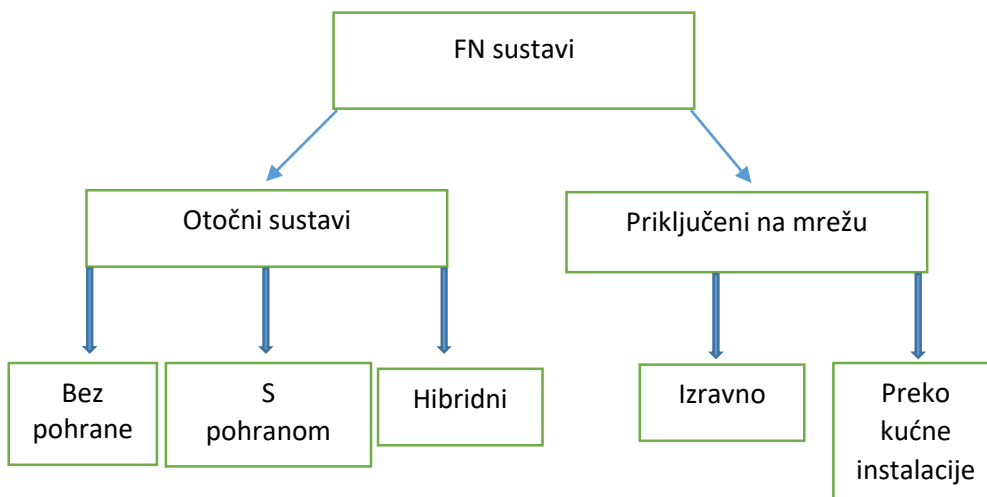 FN sustavi
Otočni sustavi
Priključeni na mrežu
Bez
pohrane
S
pohranom
Hibridni
Izravno
Preko
kućne
instalacije